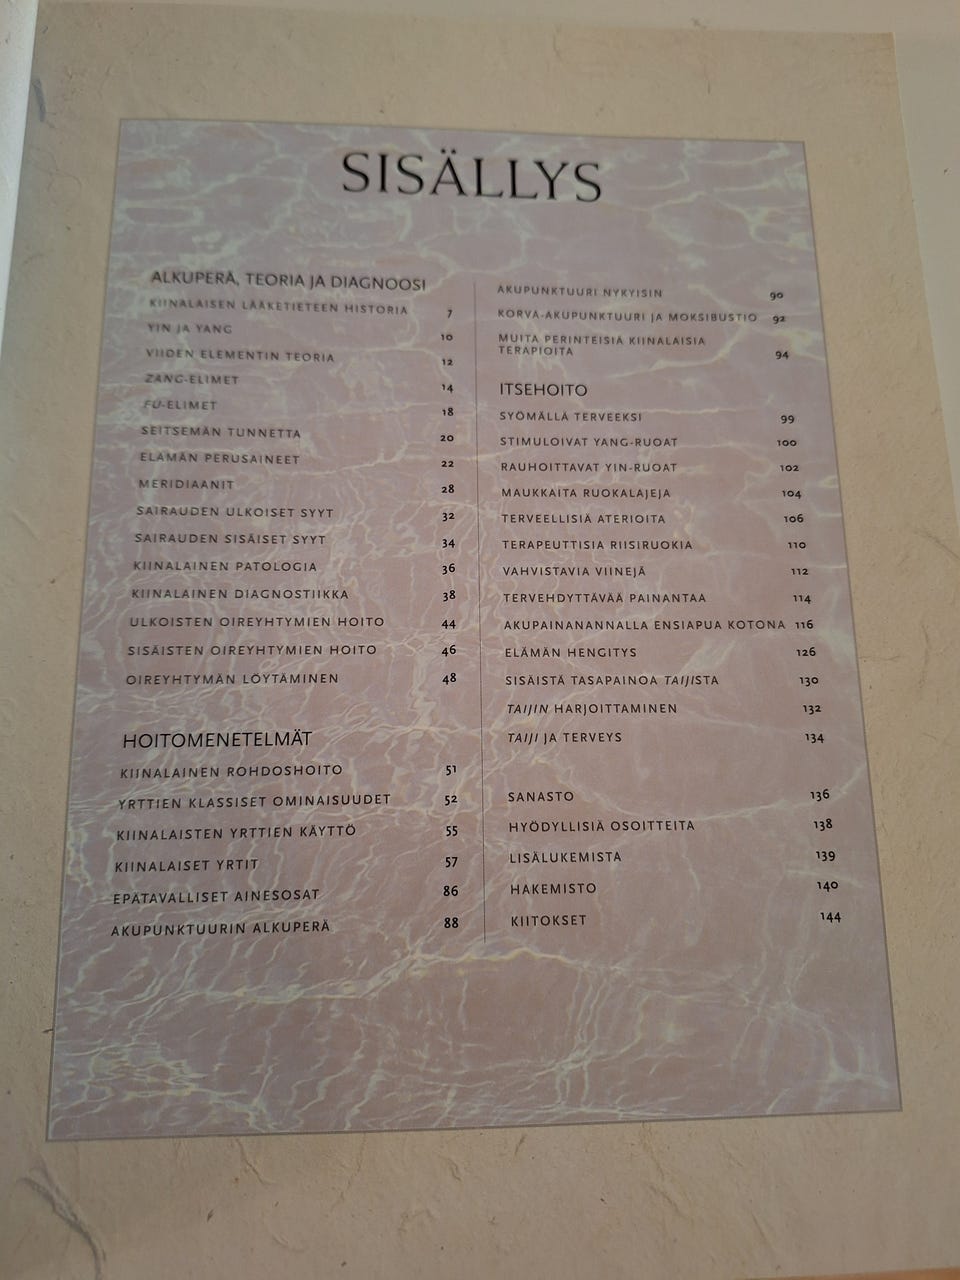 SISÄLLYS
ALKUPERÄ, TEORIA JA DIAGNOOSI
KIINALAISEN LÄÄKETIETEEN HISTORIA 7
YIN JA YANG 10
VIIDEN ELEMENTIN TEORIA 12
ZANG-ELIMET 14
FU-ELIMET 18
SEITSEMÄN TUNNETTA 20
ELÄMÄN PERUSAINEET 22
MERIDIAANIT 28
SAIRAUDEN ULKOISET SYYT 32
SAIRAUDEN SISÄISET SYYT 34
KIINALAINEN PATOLOGIA 36
KIINALAINEN DIAGNOSTIIKKA 38
ULKOISTEN OIREYHTYMIEN HOITO 44
SISÄISTEN OIREYHTYMIEN HOITO 46
OIREYHTYMÄN LÖYTÄMINEN 48
HOITOMENETELMÄT
KIINALAINEN ROHDOSHOITO 51
YRTTIEN KLASSISET OMINAISUUDET 52
KIINALAISTEN YRTTIEN KÄYTTÖ 55
KIINALAISET YRTIT 57
EPÄTAVALLISET AINESOSAT 86
AKUPUNKTUURIN ALKUPERÄ 88
AKUPUNKTUURI NYKYISIN 90
KORVA-AKUPUNKTUURI JA MOKSIBUSTIO 92
MUITA PERINTEISIÄ KIINALAISIA
TERAPIOITA 94
ITSEHOITO
SYÖMÄLLÄ TERVEEKSI 99
STIMULOIVAT YANG-RUOAT 100
RAUHOITTAVAT YIN-RUOAT 102
MAUKKAITA RUOKALAJEJA 104
TERVEELLISIÄ ATERIOITA 106
TERAPEUTTISIA RIISIRUOKIA 110
VAHVISTAVIA VIINEJÄ 112
TERVEHDYTTÄVÄÄ PAINANTAA 114
AKUPAINANANNALLA ENSIAPUA KOTONA 116
ELÄMÄN HENGITYS 126
SISÄISTÄ TASAPAINOA TAIJISTA 130
TAIJIN HARJOITTAMINEN 132
TAIJI JA TERVEYS 134
SANASTO 136
HYÖDYLLISIÄ OSOITTEITA 138
LISÄLUKEMISTA 139
HAKEMISTO 140
KIITOKSET 144